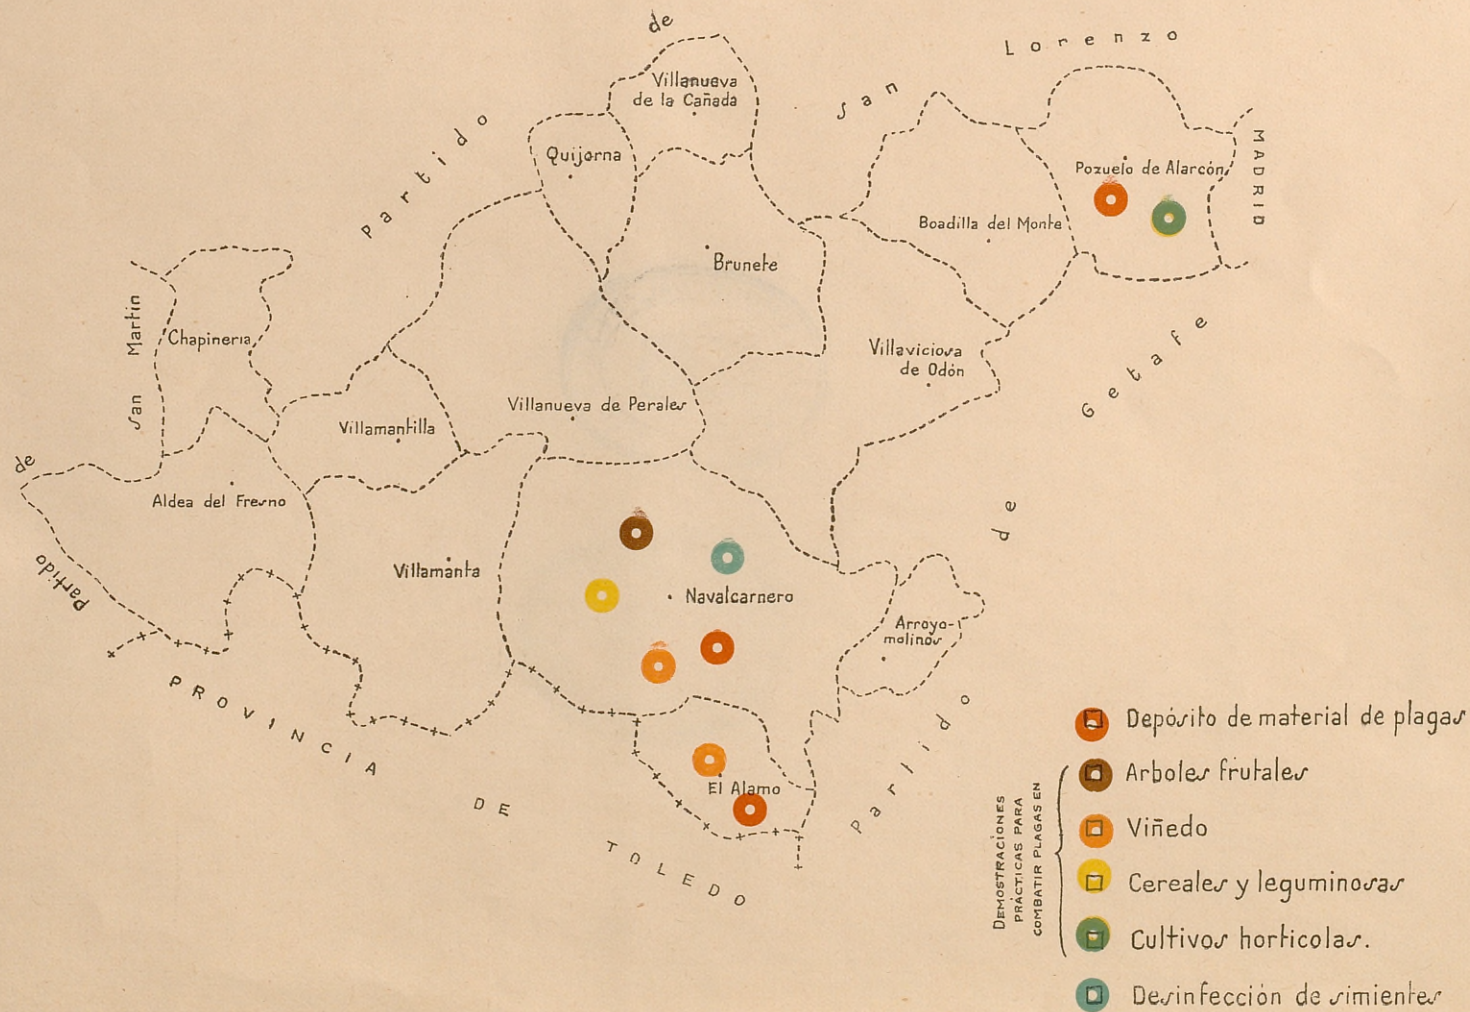 Partido
de
San
Lorenzo
MADRID
Villanueva
de la Cañada
Quijorna
Pozuelo de Alarcón
Boadilla del Monte
Brunete
San Martin
Chapineria
Villaviciosa
de Odón
Getafe
Villanueva de Perales
Villamantilla
de
Aldea del Fresno
de
Partido
Villamanta
Navalcarnero
Arroyo-
molinos
PROVINCIA
DE
TOLEDO
El Alamo
Partido
Depósito de material de plagas
DEMOSTRACIONES
PRÁCTICAS PARA
COMBATIR PLAGAS EN
Arboles frutales
Viñedo
Cereales y leguminosas
Cultivos horticolas.
Desinfección de simientes